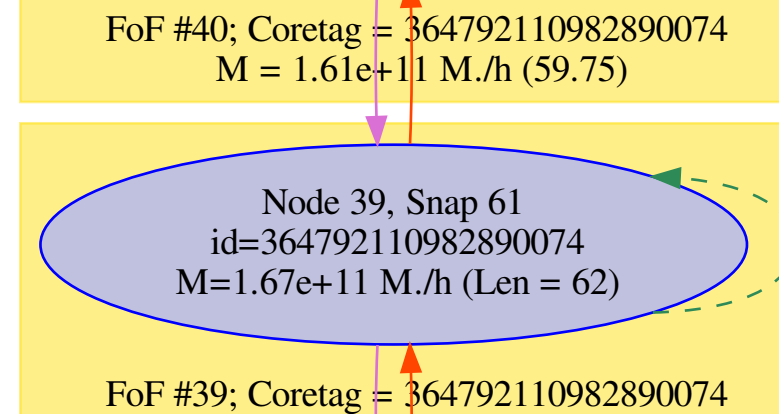 FoF #40; Coretag = 364792110982890074
M = 1.61e+11 M./h (59.75)
Node 39, Snap 61
id=364792110982890074
M=1.67e+11 M./h (Len = 62)
FoF #39; Coretag = 364792110982890074